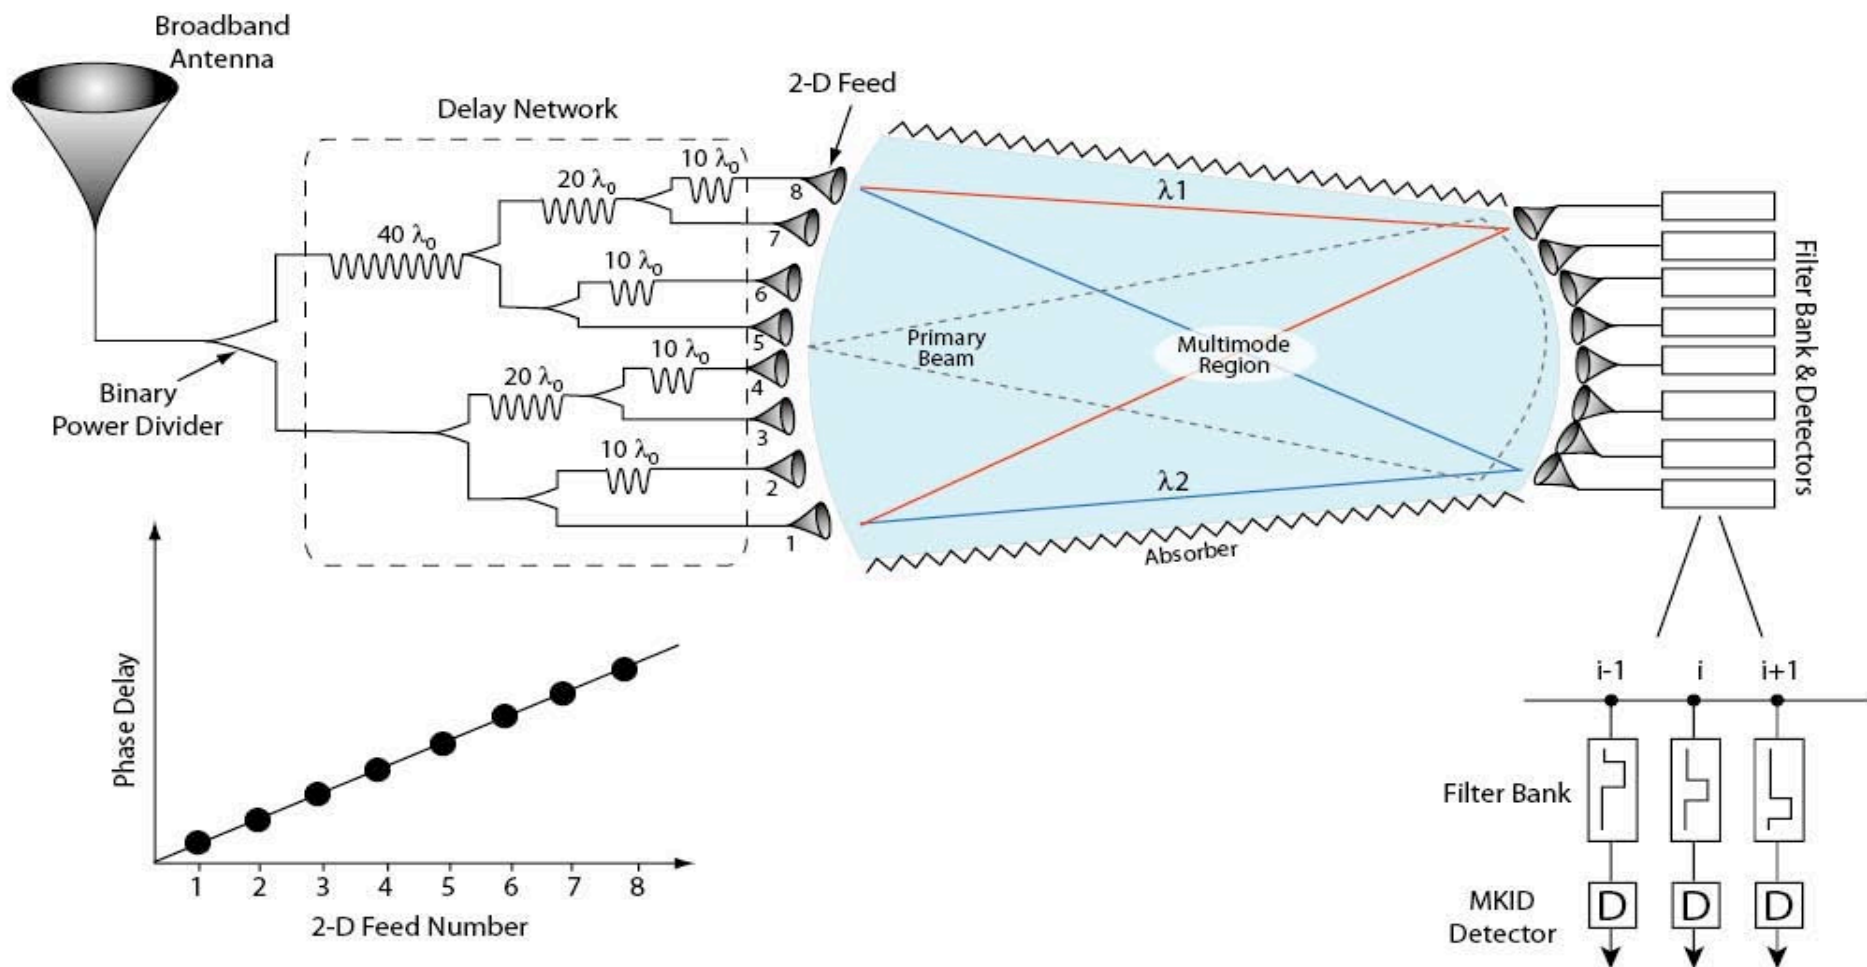 Broadband
Antenna
Delay Network
2-D Feed
10 λ₀
20 λ₀
8
7
40 λ₀
10 λ₀
6
5
10 λ₀
4
20 λ₀
3
10 λ₀
2
1
Binary
Power Divider
λ1
Primary
Beam
Multimode
Region
λ2
Absorber
Filter Bank & Detectors
Phase Delay
1 2 3 4 5 6 7 8
2-D Feed Number
i-1 i i+1
Filter Bank
MKID
Detector
D D D